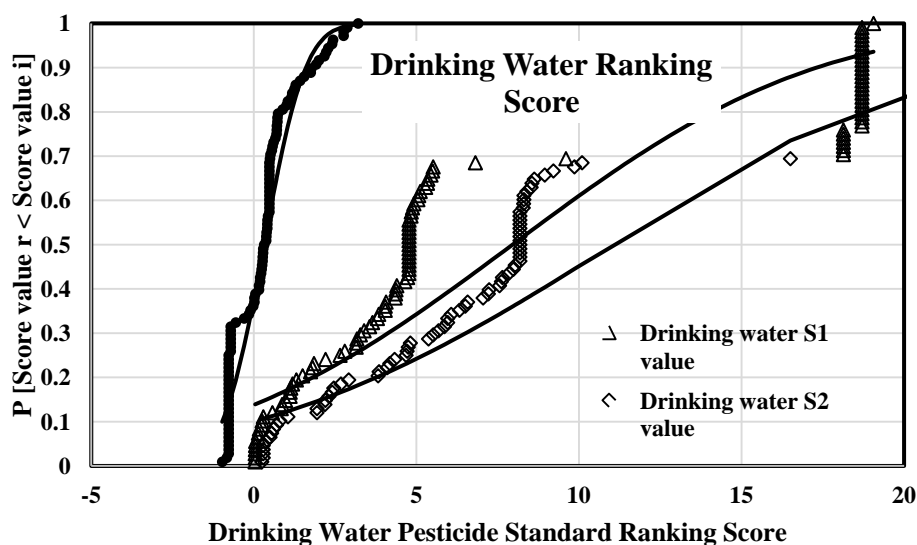 P [Score value r < Score value i]
1
0.9
0.8
0.7
0.6
0.5
0.4
0.3
0.2
0.1
0
Drinking Water Ranking
Score
Drinking water S1
value
Drinking water S2
value
-5 0 5 10 15 20
Drinking Water Pesticide Standard Ranking Score